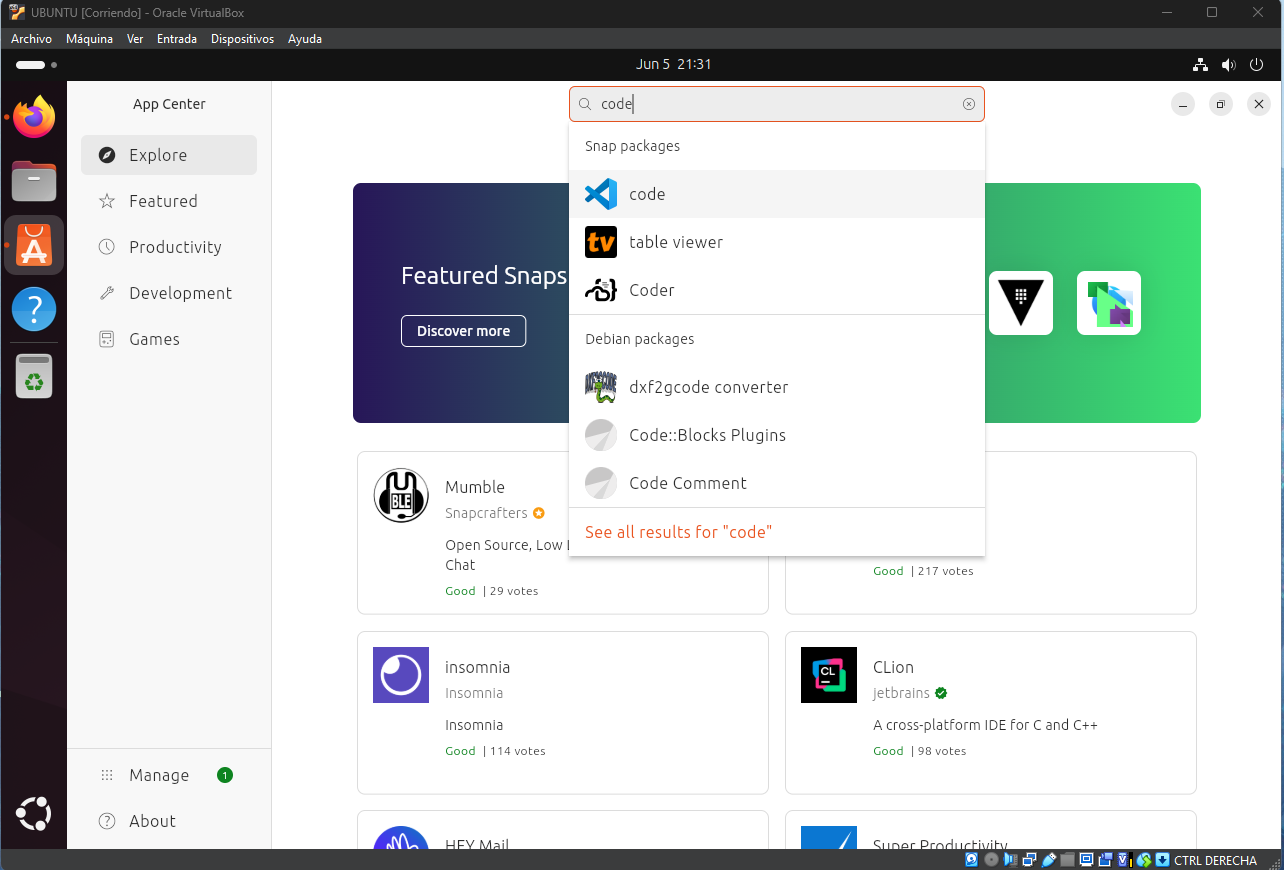 UBUNTU [Corriendo] - Oracle VirtualBox
Archivo Máquina Ver Entrada Dispositivos Ayuda
Jun 5 21:31
App Center
code
Explore
Featured
Productivity
Development
Games
Manage 1
About
Snap packages
code
table viewer
Coder
Debian packages
dxf2gcode converter
Code::Blocks Plugins
Code Comment
See all results for "code"
Featured Snaps
Discover more
Mumble
Snapcrafters
Open Source, Low
Chat
Good | 29 votes
Good | 217 votes
insomnia
Insomnia
Insomnia
Good | 114 votes
CLion
jetbrains
A cross-platform IDE for C and C++
Good | 98 votes
HEY Mail
Super Productivity
CTRL DERECHA